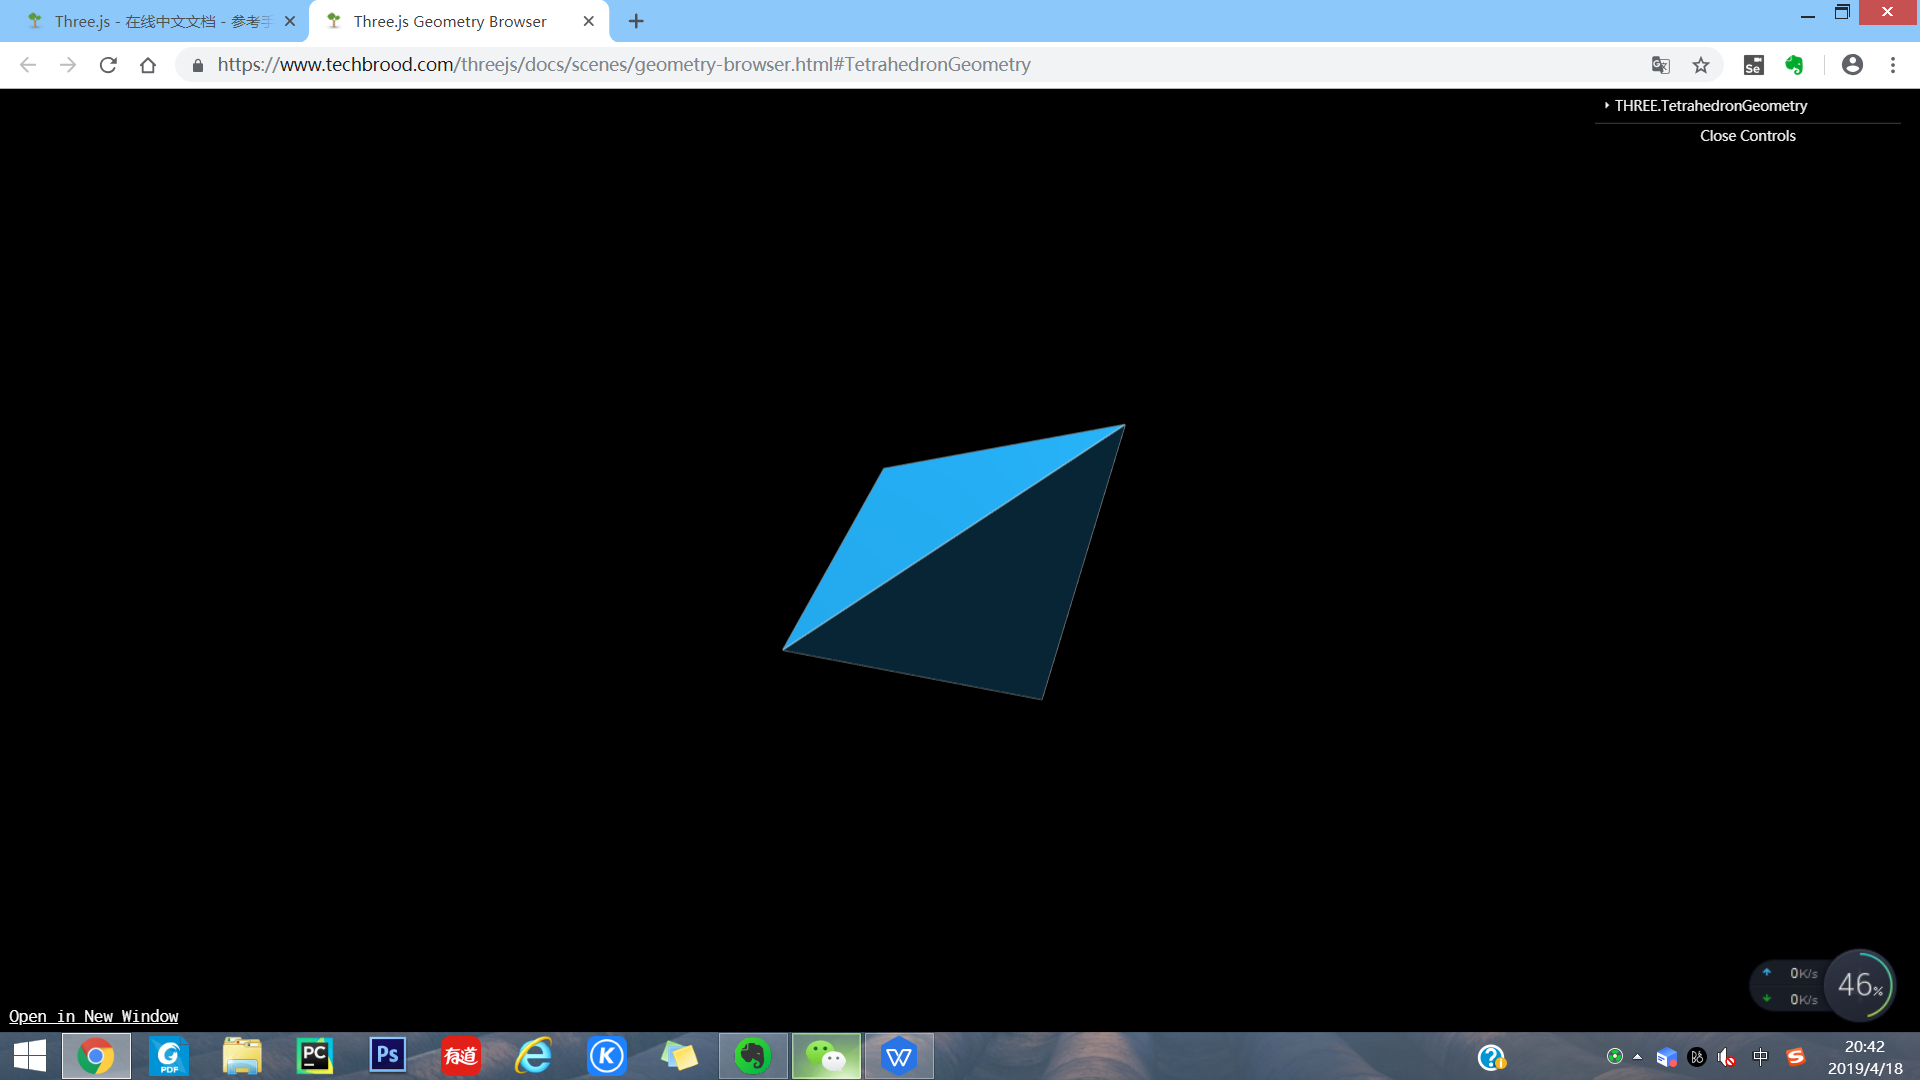 Three.js - 在线中文文档 - 参考手
Three.js Geometry Browser
https://www.techbrood.com/threejs/docs/scenes/geometry-browser.html#TetrahedronGeometry
Se
THREE.TetrahedronGeometry
Close Controls
0K/s
46%
0K/s
Open in New Window
PDF
PC
Ps
有道
K
W
中
20:42
2019/4/18